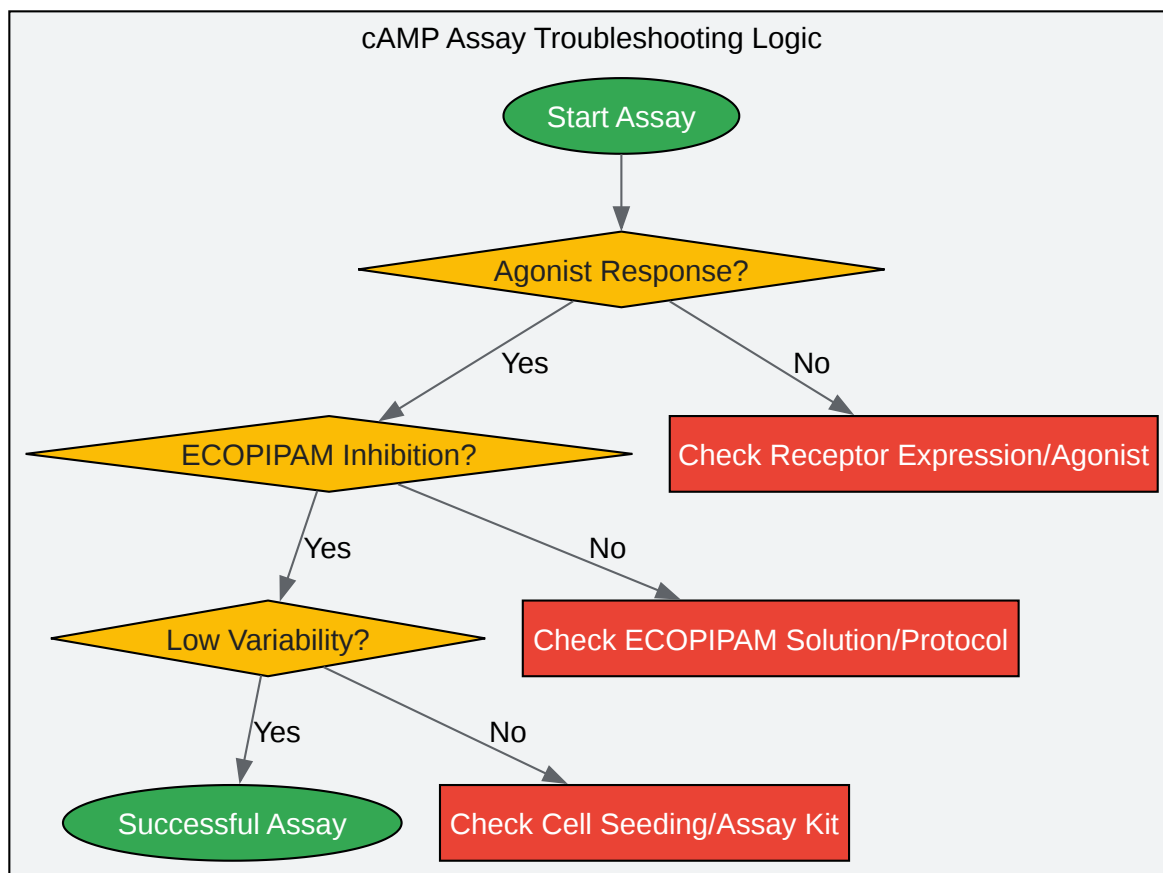 cAMP Assay Troubleshooting Logic
Start Assay
Agonist Response?
Yes
No
ECOPIPAM Inhibition?
Check Receptor Expression/Agonist
Yes
No
Low Variability?
Check ECOPIPAM Solution/Protocol
Yes
No
Successful Assay
Check Cell Seeding/Assay Kit